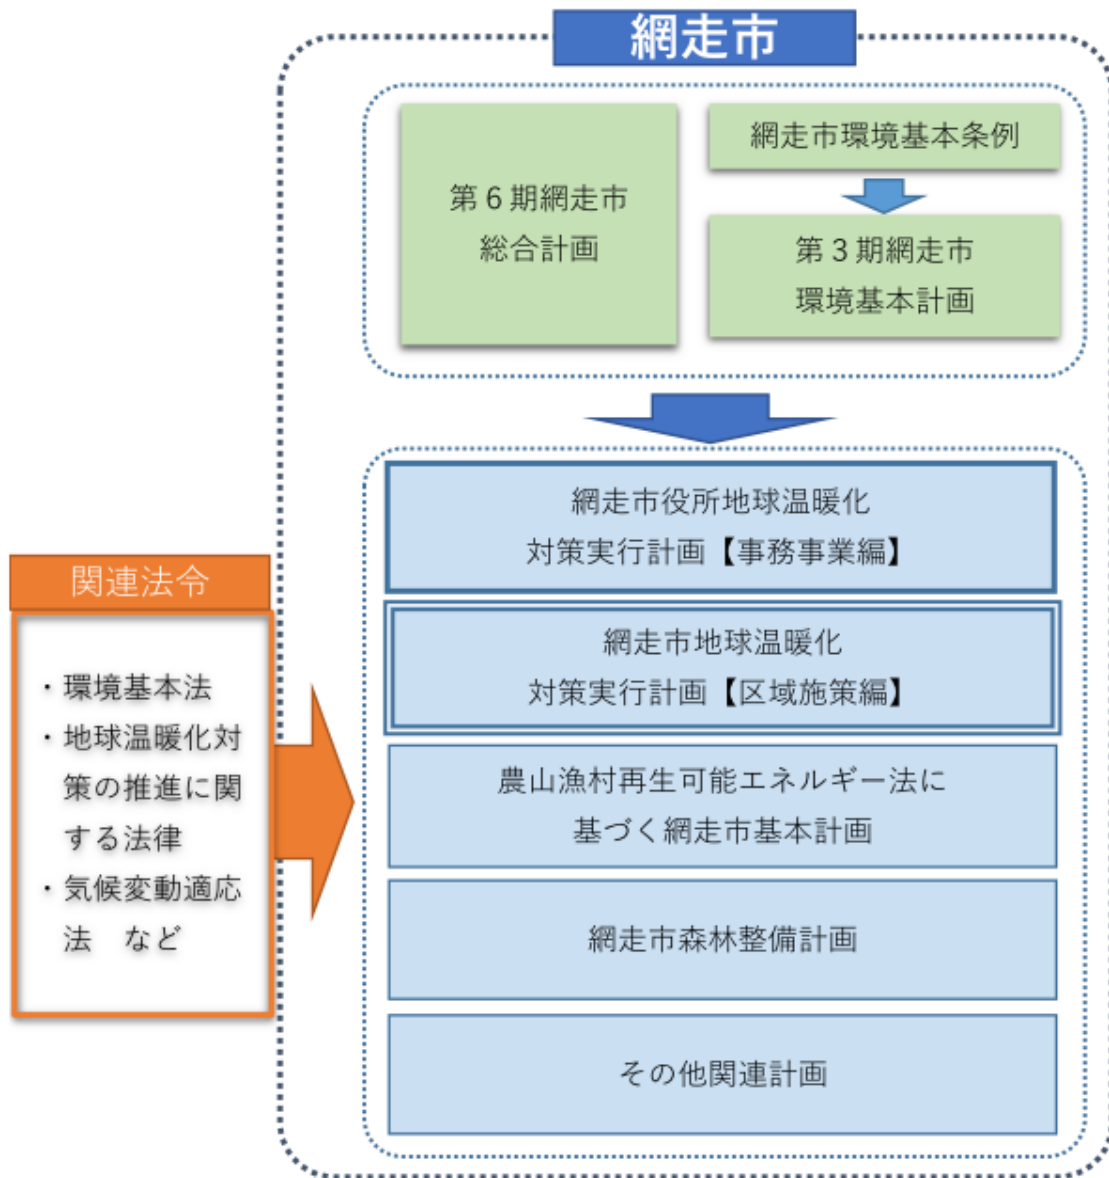 網走市
第6期網走市
総合計画
網走市環境基本条例
第3期網走市
環境基本計画
網走市役所地球温暖化
対策実行計画【事務事業編】
網走市地球温暖化
対策実行計画【区域施策編】
農山漁村再生可能エネルギー法に
基づく網走市基本計画
網走市森林整備計画
その他関連計画
関連法令
・環境基本法
・地球温暖化対
策の推進に関
する法律
・気候変動適応
法　など